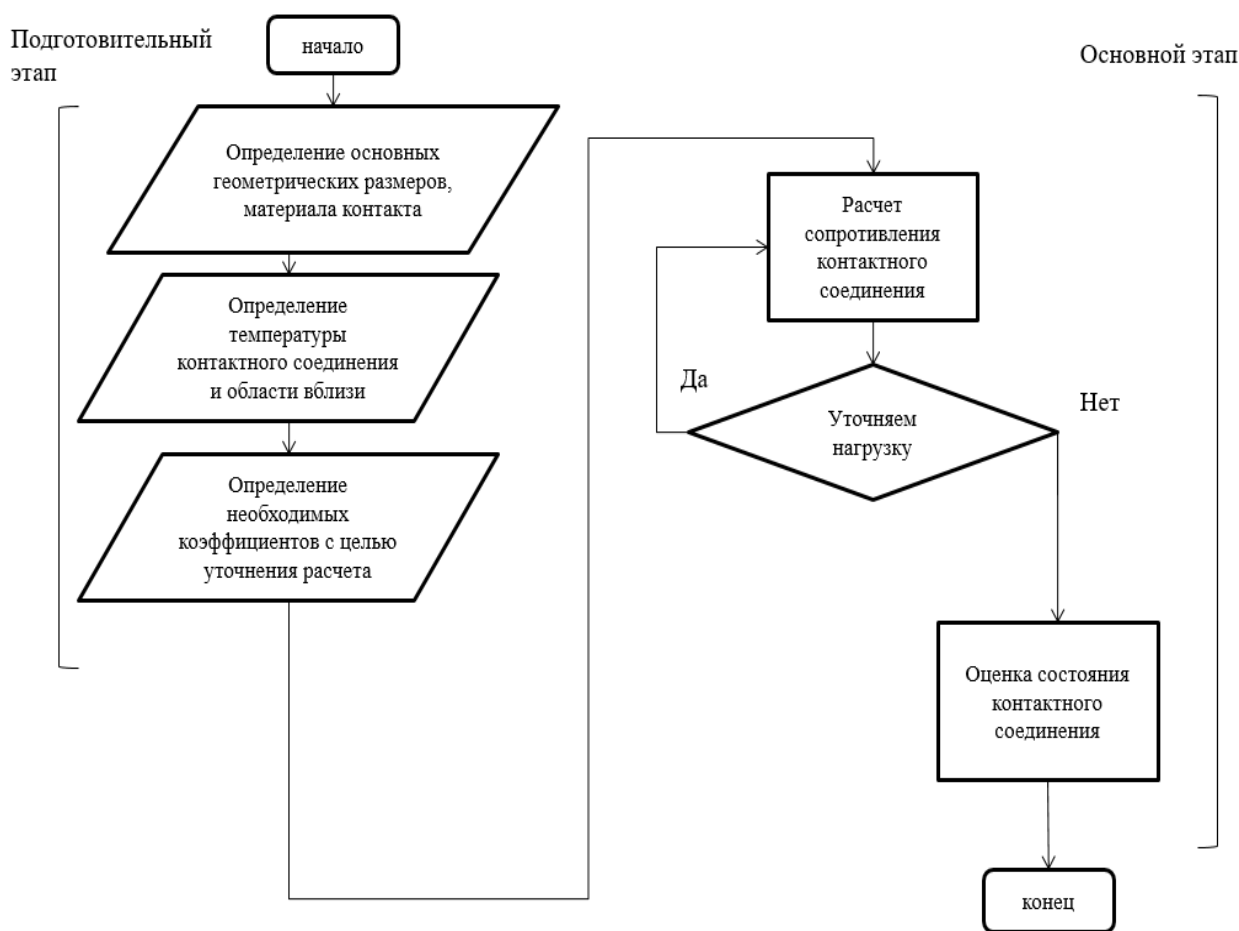 Подготовительный
этап
начало
Определение основных
геометрических размеров,
материала контакта
Определение
температуры
контактного соединения
и области вблизи
Определение
необходимых
коэффициентов с целью
уточнения расчета
Основной этап
Расчет
сопротивления
контактного
соединения
Да
Уточняем
нагрузку
Нет
Оценка состояния
контактного
соединения
конец